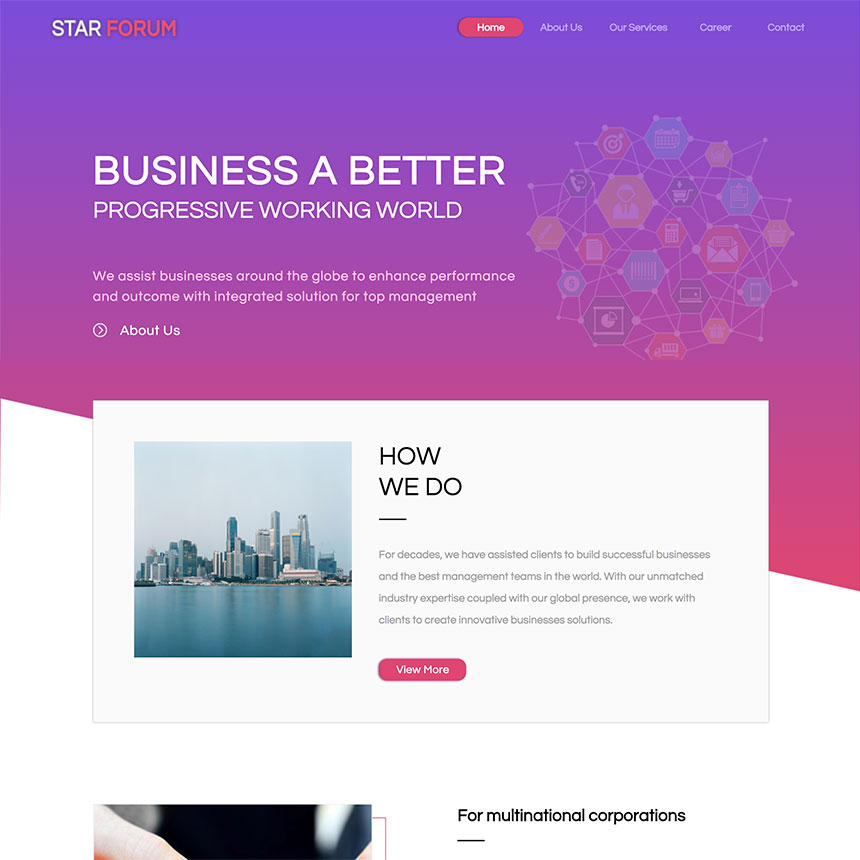 STAR FORUM
Home About Us Our Services Career Contact
BUSINESS A BETTER
PROGRESSIVE WORKING WORLD
We assist businesses around the globe to enhance performance
and outcome with integrated solution for top management
About Us
HOW
WE DO
For decades, we have assisted clients to build successful businesses
and the best management teams in the world. With our unmatched
industry expertise coupled with our global presence, we work with
clients to create innovative businesses solutions.
View More
For multinational corporations